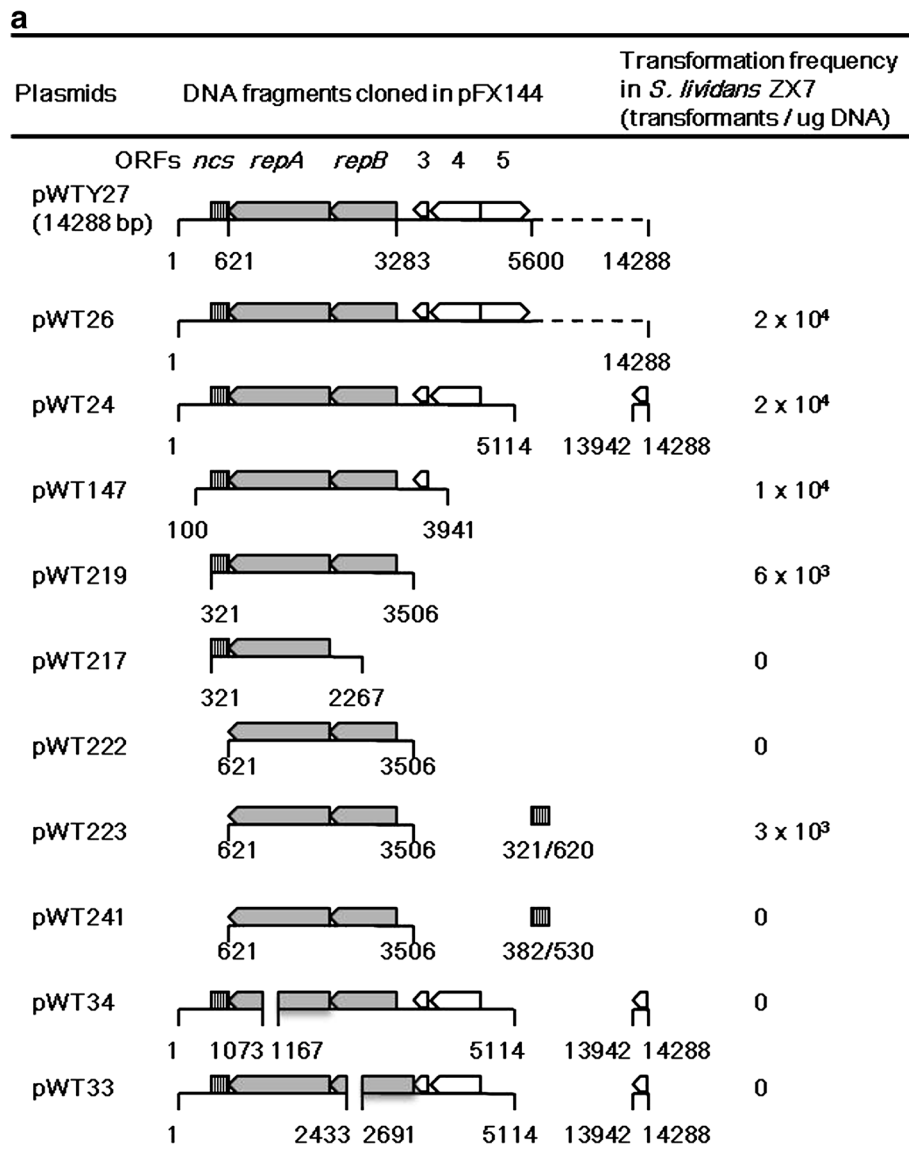 a
Plasmids DNA fragments cloned in pFX144 Transformation frequency
in S. lividans ZX7
(transformants / ug DNA)
ORFs ncs repA repB 3 4 5
pWTY27
(14288 bp)
1 621 3283 5600 14288
pWT26 2 x 10⁴
1 14288
pWT24 2 x 10⁴
1 5114 13942 14288
pWT147 1 x 10⁴
100 3941
pWT219 6 x 10³
321 3506
pWT217 0
321 2267
pWT222 0
621 3506
pWT223 3 x 10³
621 3506 321/620
pWT241 0
621 3506 382/530
pWT34 0
1 1073 1167 5114 13942 14288
pWT33 0
1 2433 2691 5114 13942 14288